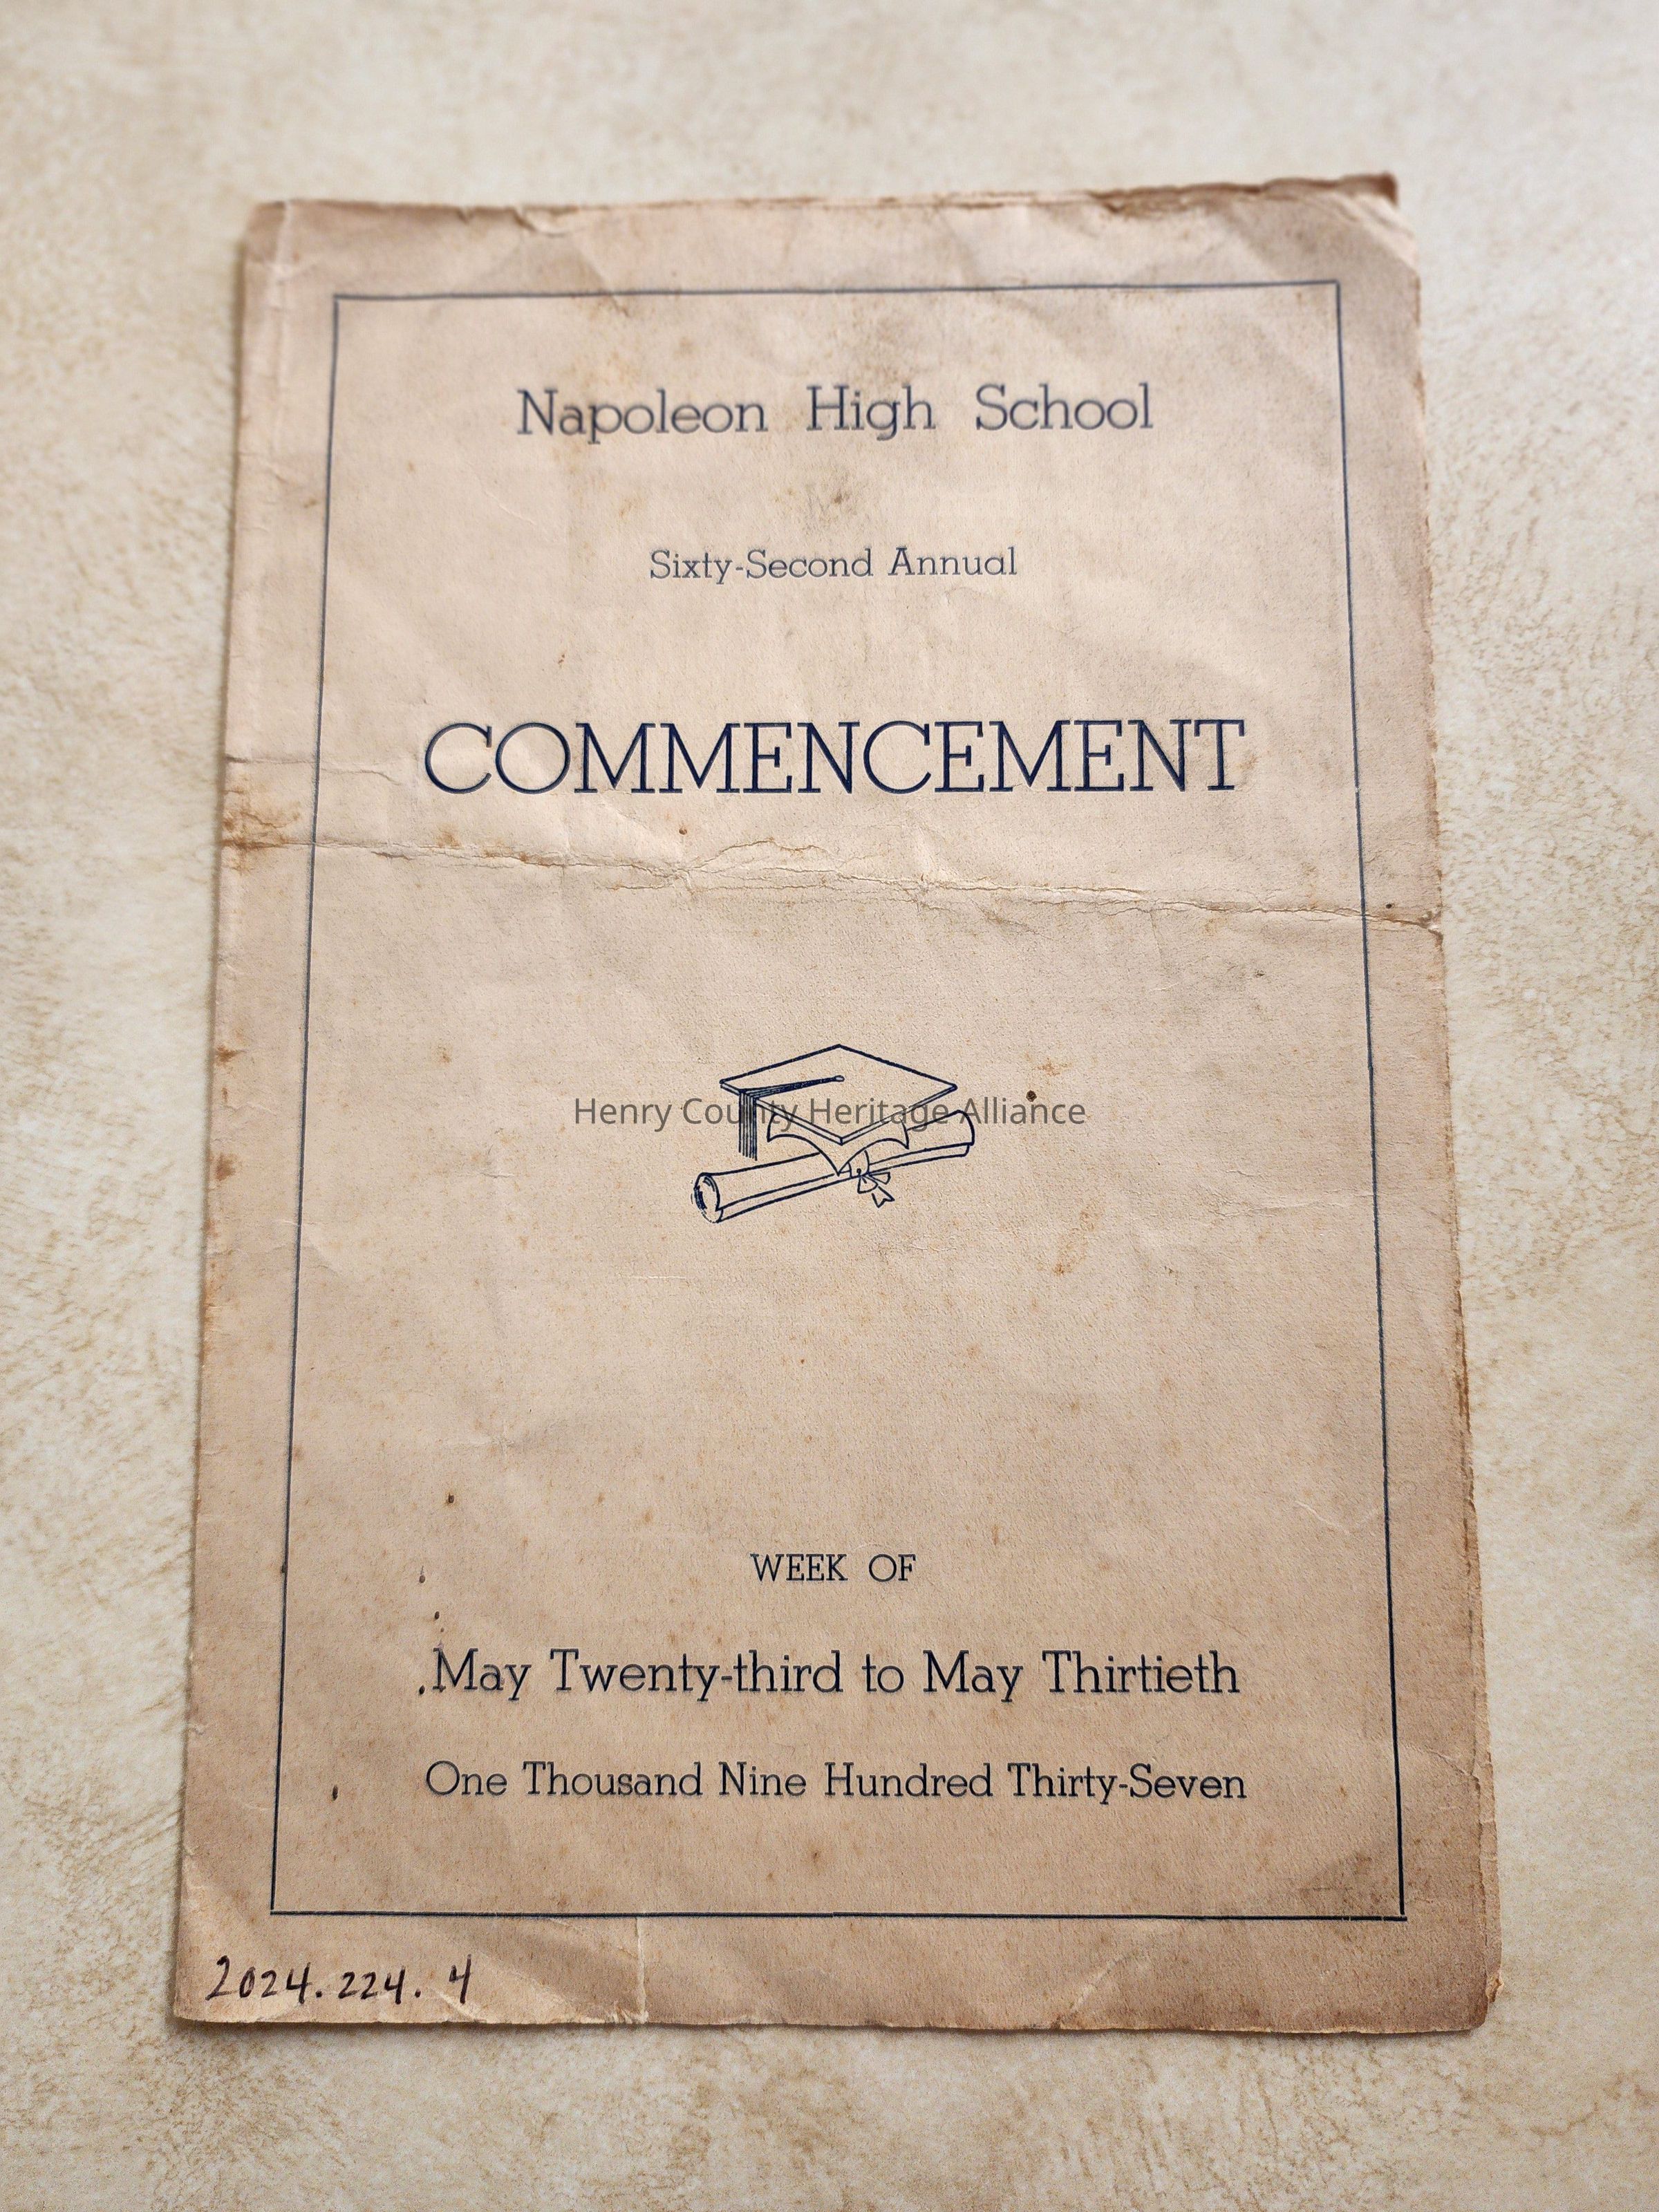 Napoleon High School
Sixty-Second Annual
COMMENCEMENT
Henry County Heritage Alliance
WEEK OF
May Twenty-third to May Thirtieth
One Thousand Nine Hundred Thirty-Seven
2024.224.4